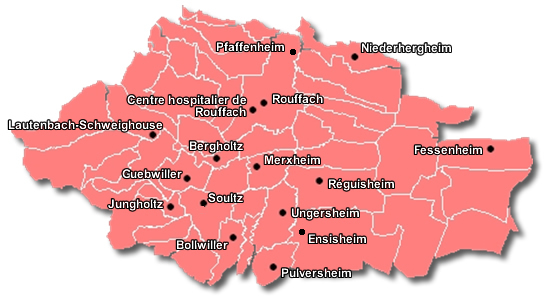 Pfaffenheim
Niederhergheim
Centre hospitalier de
Rouffach
Rouffach
Lautenbach-Schweighouse
Bergholtz
Fessenheim
Merxheim
Guebwiller
Réguisheim
Jungholtz
Soultz
Ungersheim
Bollwiller
Ensisheim
Pulversheim